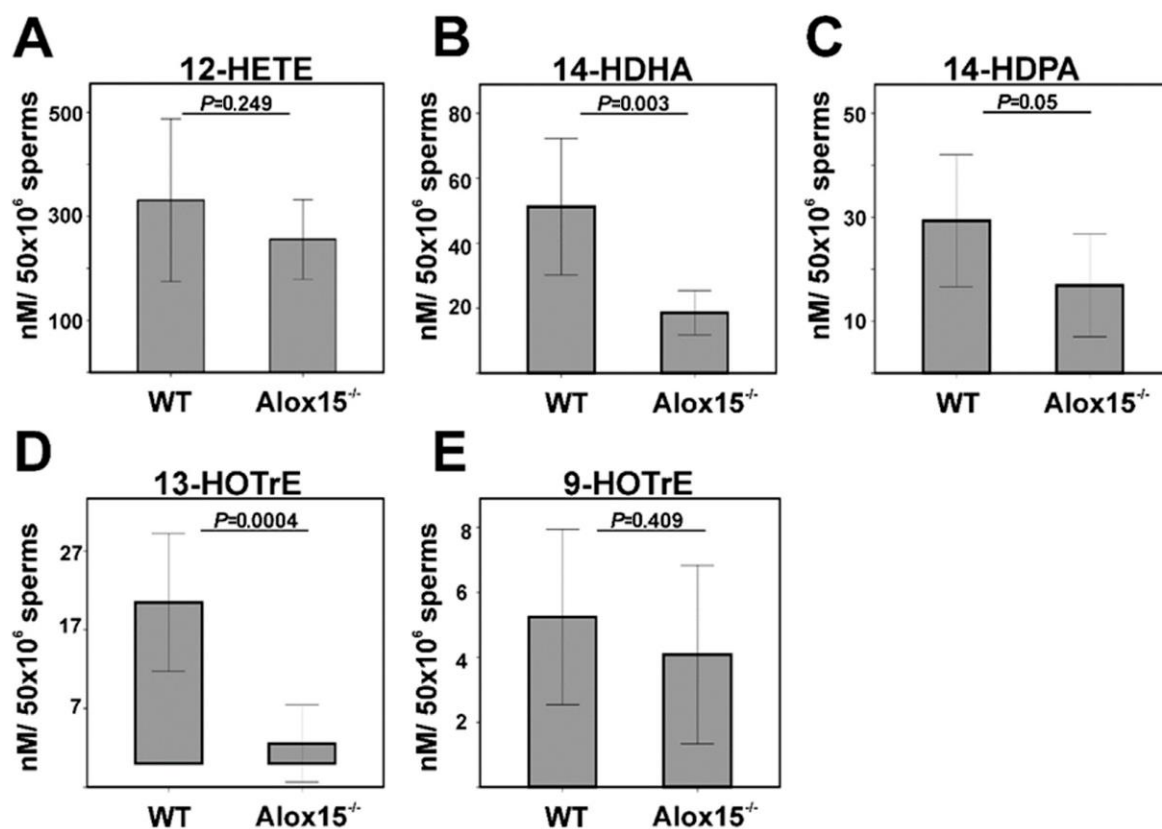 A
12-HETE
P=0.249
500
300
100
nM/ 50x10⁶ sperms
WT Alox15⁻/⁻
B
14-HDHA
P=0.003
80
60
40
20
nM/ 50x10⁶ sperms
WT Alox15⁻/⁻
C
14-HDPA
P=0.05
50
30
10
nM/ 50x10⁶ sperms
WT Alox15⁻/⁻
D
13-HOTrE
P=0.0004
27
17
7
nM/ 50x10⁶ sperms
WT Alox15⁻/⁻
E
9-HOTrE
P=0.409
8
6
4
2
nM/ 50x10⁶ sperms
WT Alox15⁻/⁻